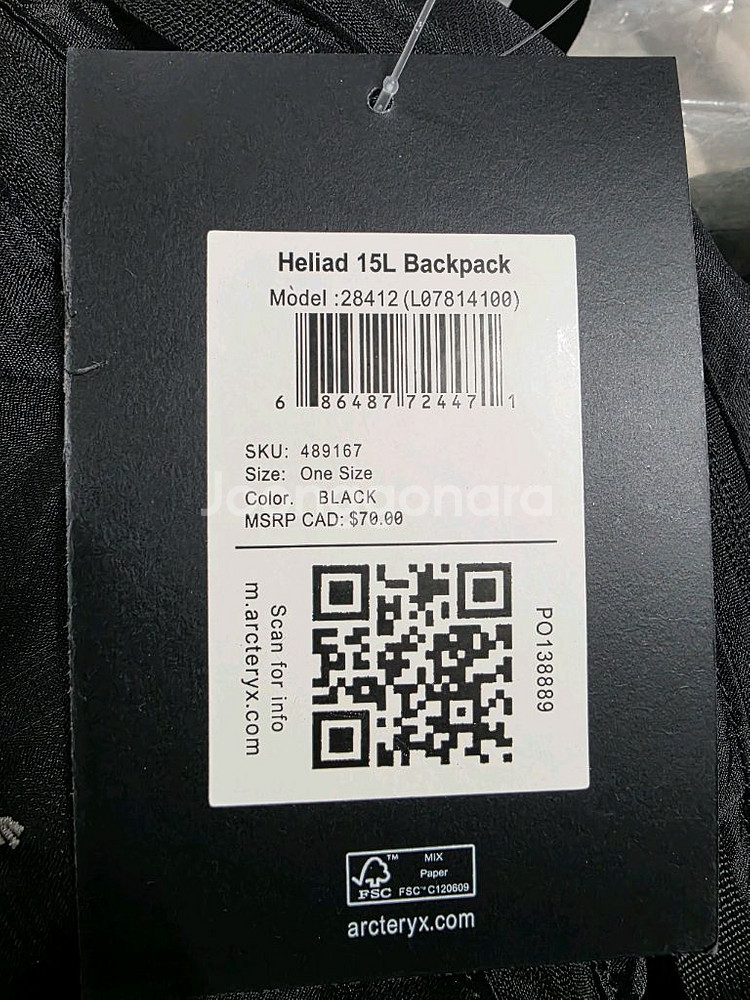 Heliad 15L Backpack
Model :28412 (L07814100)
6 86487 72447 1
SKU: 489167
Size: One Size
Color. BLACK
MSRP CAD: $70.00
Scan for info
m.arcteryx.com
PO138889
FSC™
MIX
Paper
FSC™ C120609
arcteryx.com